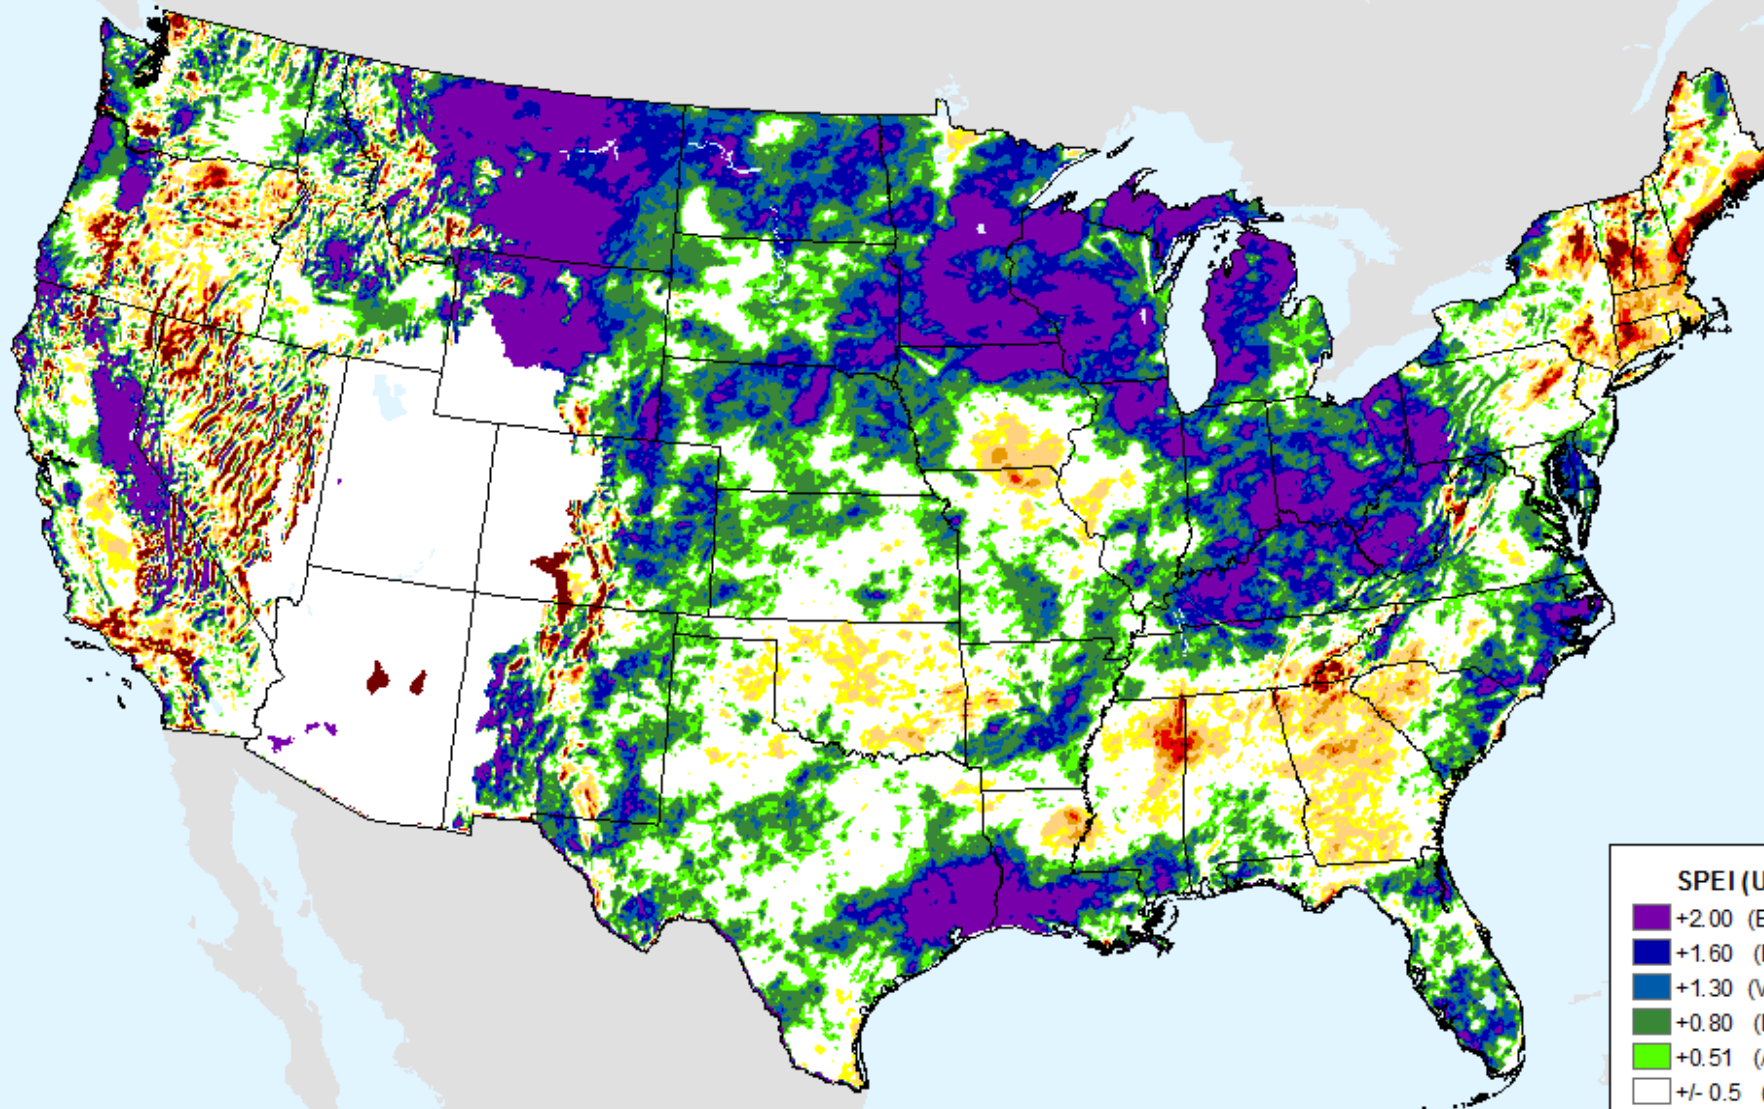 SPEI (U
+2.00 (E
+1.60 (
+1.30 (V
+0.80 (
+0.51 (
+/- 0.5 (